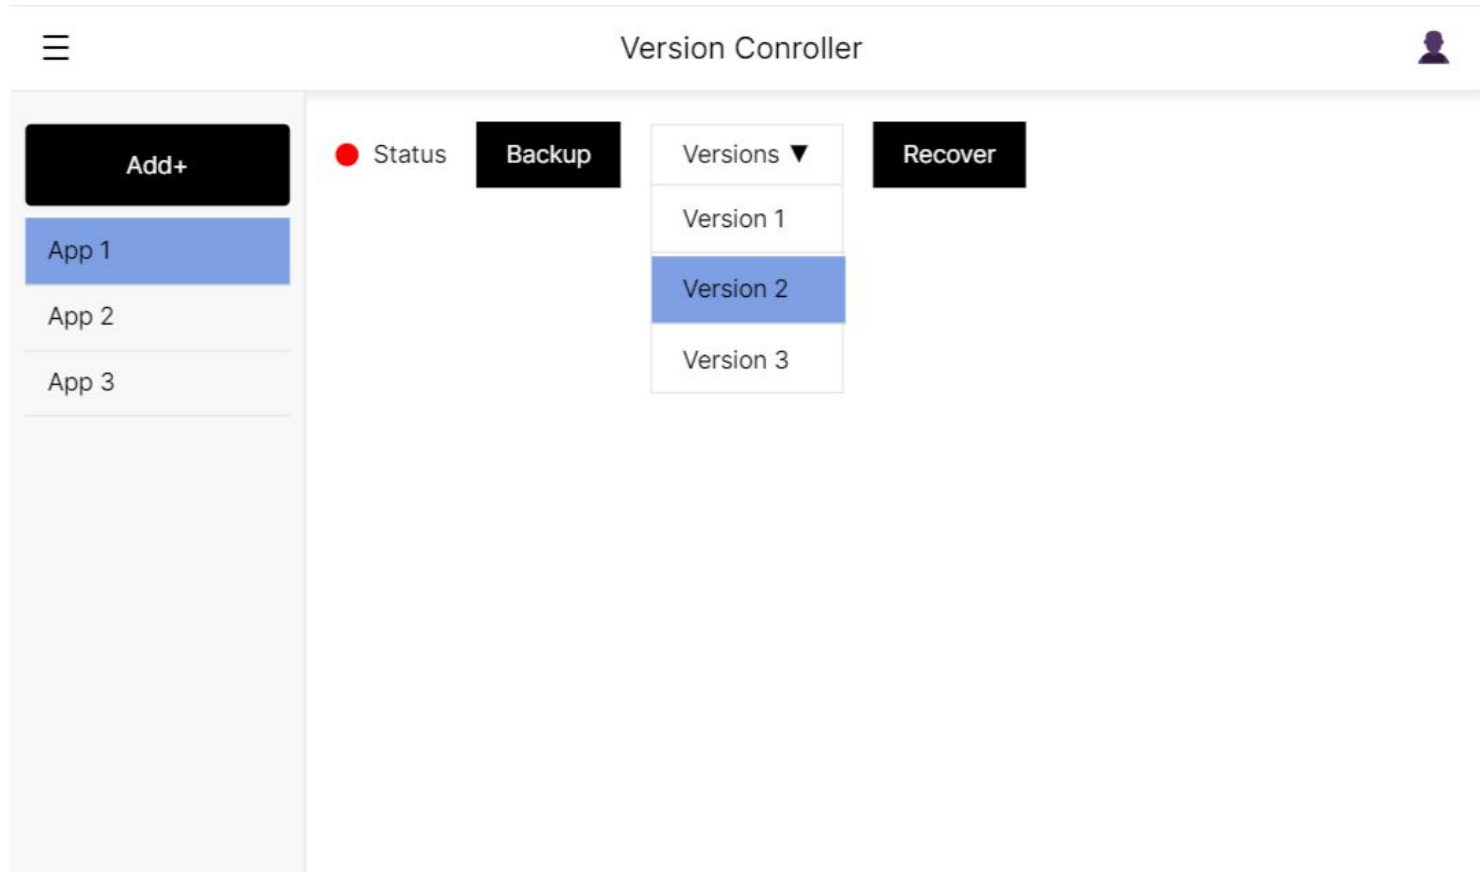 ☰ Version Conroller
Add+
App 1
App 2
App 3
Status Backup Versions ▼ Recover
Version 1
Version 2
Version 3